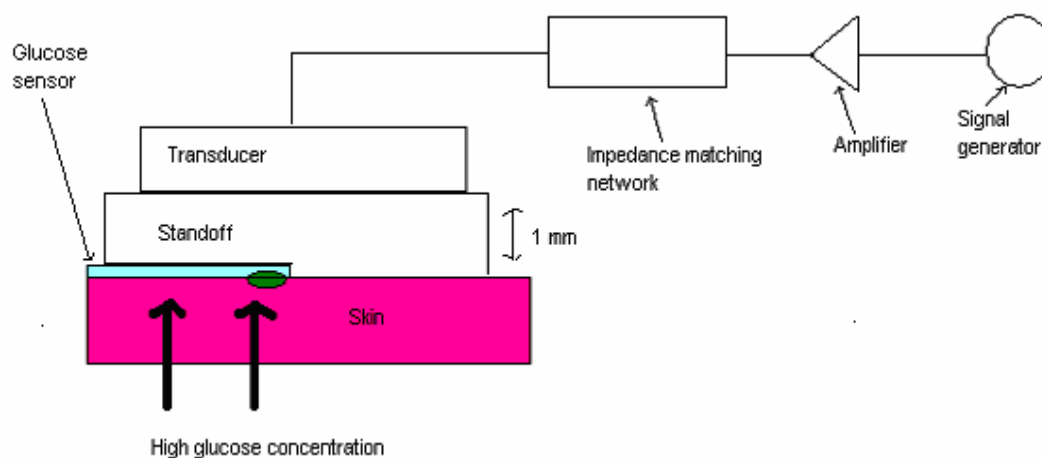 Glucose
sensor
Transducer
Impedance matching
network
Amplifier
Signal
generator
Standoff
1 mm
Skin
High glucose concentration